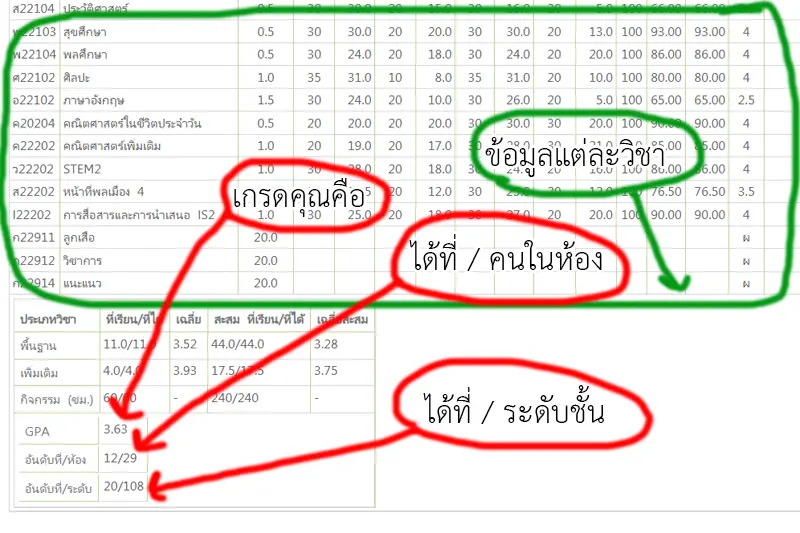 ส22104 ประวัติศาสตร์ 0.5 30 30.0 20 15.0 30 16.0 20 5.0 100 66.00 66.00
พ22103 สุขศึกษา 0.5 30 30.0 20 20.0 30 30.0 20 13.0 100 93.00 93.00 4
พ22104 พลศึกษา 0.5 30 24.0 20 18.0 30 24.0 20 20.0 100 86.00 86.00 4
ศ22102 ศิลปะ 1.0 35 31.0 10 8.0 35 31.0 20 10.0 100 80.00 80.00 4
อ22102 ภาษาอังกฤษ 1.5 30 24.0 20 10.0 30 26.0 20 5.0 100 65.00 65.00 2.5
ค20204 คณิตศาสตร์ในชีวิตประจำวัน 0.5 20 20.0 20 20.0 30 30.0 30 20.0 100 90.00 90.00 4
ค22202 คณิตศาสตร์เพิ่มเติม 1.0 20 19.0 20 17.0 4
ข้อมูลแต่ละวิชา
ว22202 STEM2 1.0 30 28.0 20 18.0 30 16.0 100 86.00 86.00 4
ส22202 หน้าที่พลเมือง 4 20 12.0 30 20 100 76.50 76.50 3.5
เกรดคุณคือ
I22202 การสื่อสารและการนำเสนอ IS2 1.0 30 25.0 20 18.0 30 27.0 20 20.0 100 90.00 90.00 4
ก22911 ลูกเสือ 20.0 ผ
ก22912 วิชาการ 20.0 ผ
ได้ที่ / คนในห้อง
ก22914 แนะแนว 20.0 ผ
ประเภทวิชา ที่เรียน/ที่ได้ เฉลี่ย สะสม ที่เรียน/ที่ได้ เฉลี่ยสะสม
พื้นฐาน 11.0/11.0 3.52 44.0/44.0 3.28
เพิ่มเติม 4.0/4.0 3.93 17.5/17.5 3.75
กิจกรรม (ชม.) 60/60 - 240/240 -
ได้ที่ / ระดับชั้น
GPA 3.63
อันดับที่/ห้อง 12/29
อันดับที่/ระดับ 20/108